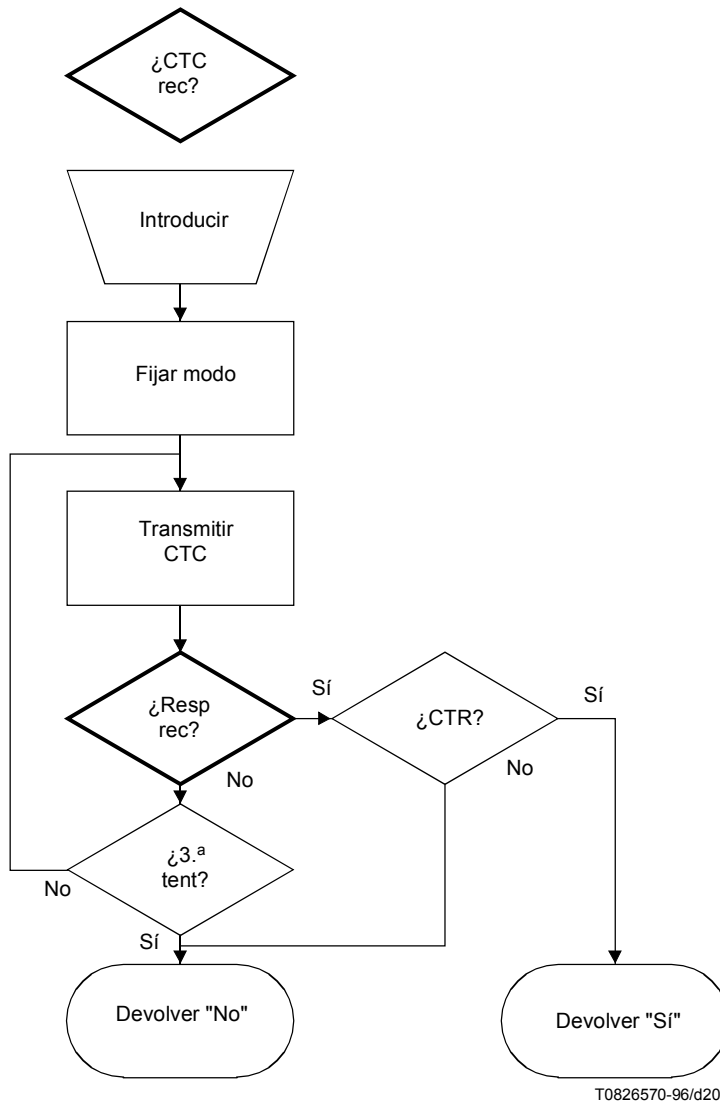 ¿CTC
rec?
Introducir
Fijar modo
Transmitir
CTC
¿Resp
rec?
Sí
¿CTR?
Sí
No
No
¿3.ª
tent?
No
Sí
Devolver "No"
Devolver "Sí"
T0826570-96/d20